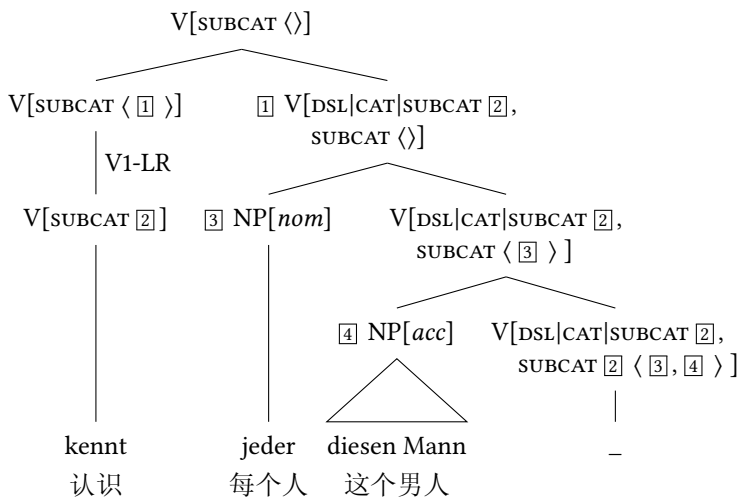 V[SUBCAT ⟨⟩]
V[SUBCAT ⟨ 1 ⟩] 1 V[DSL|CAT|SUBCAT 2,
SUBCAT ⟨⟩]
V1-LR
V[SUBCAT 2] 3 NP[nom] V[DSL|CAT|SUBCAT 2,
SUBCAT ⟨ 3 ⟩]
4 NP[acc] V[DSL|CAT|SUBCAT 2,
SUBCAT 2 ⟨ 3, 4 ⟩]
kennt jeder diesen Mann _
认识 每个人 这个男人